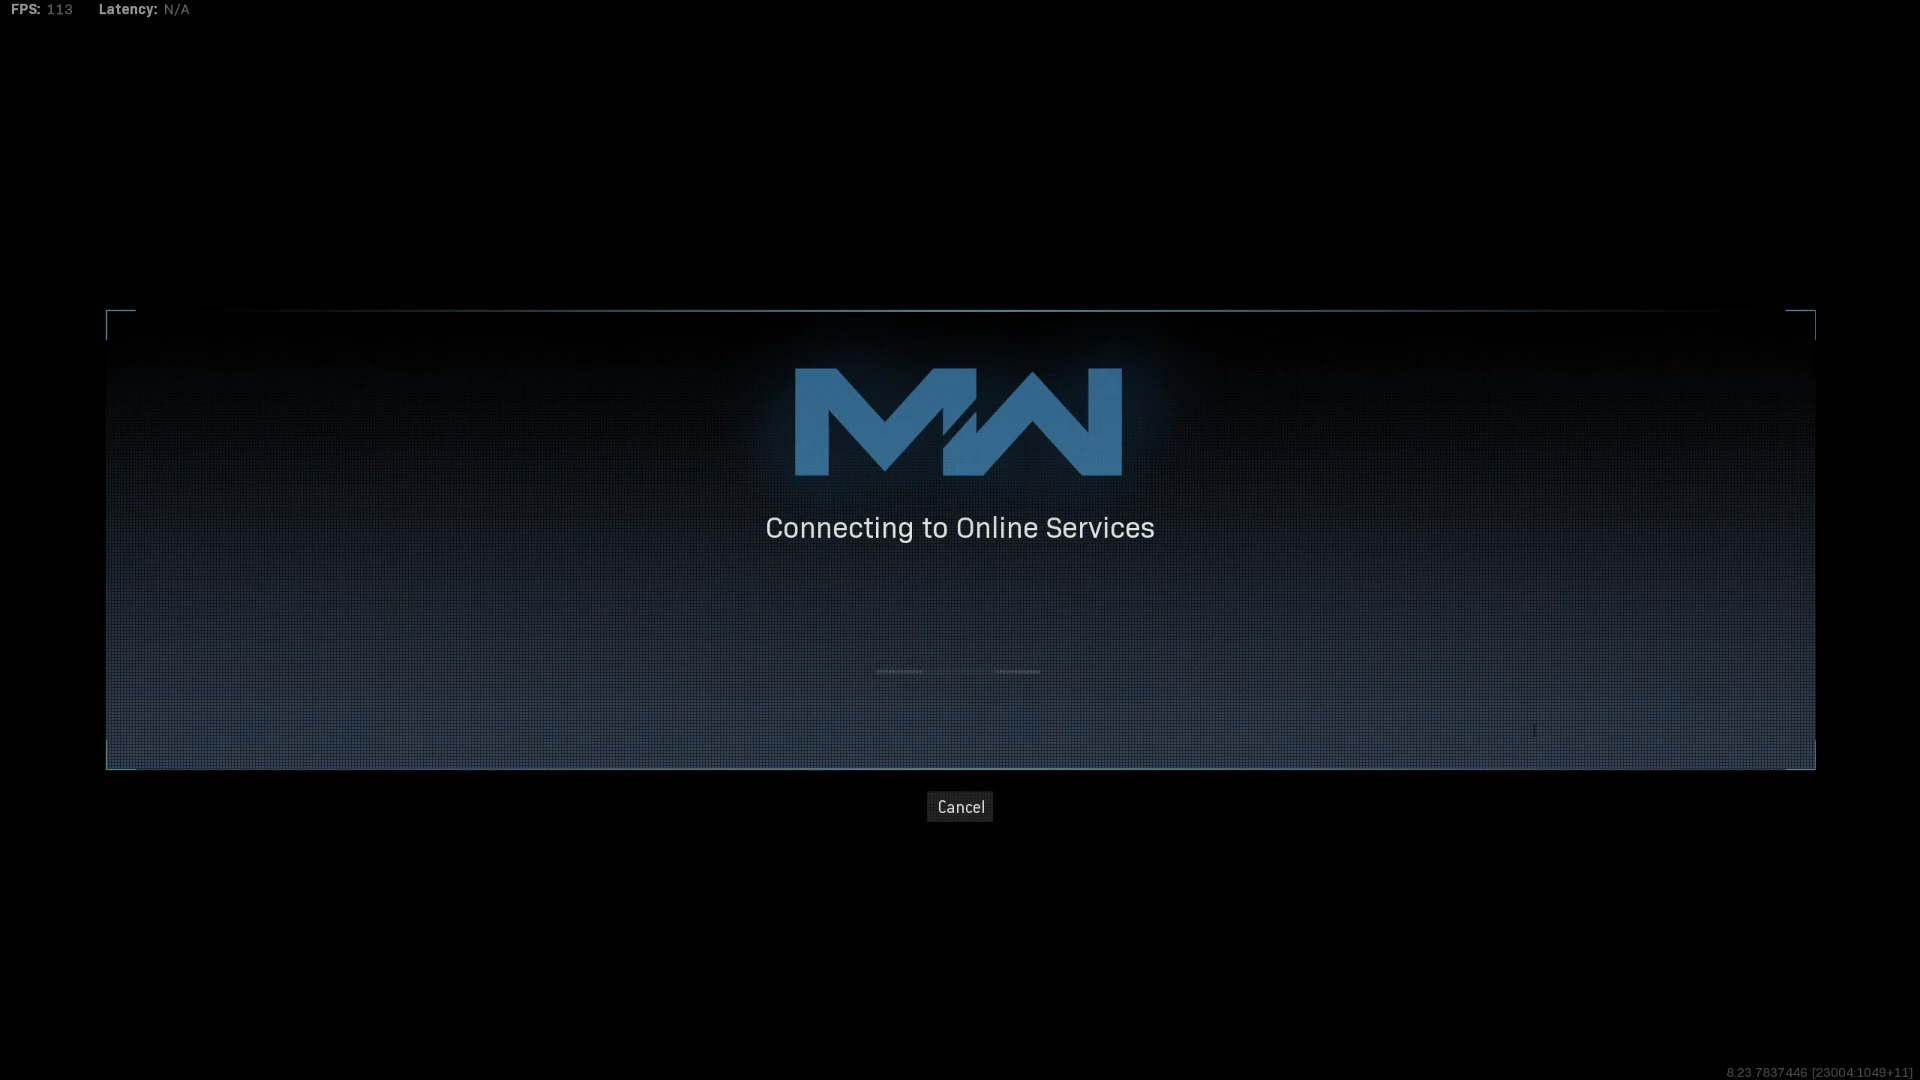 FPS: 113 Latency: N/A
MW
Connecting to Online Services
Cancel
8.23.7837446 [23004:1049+11]